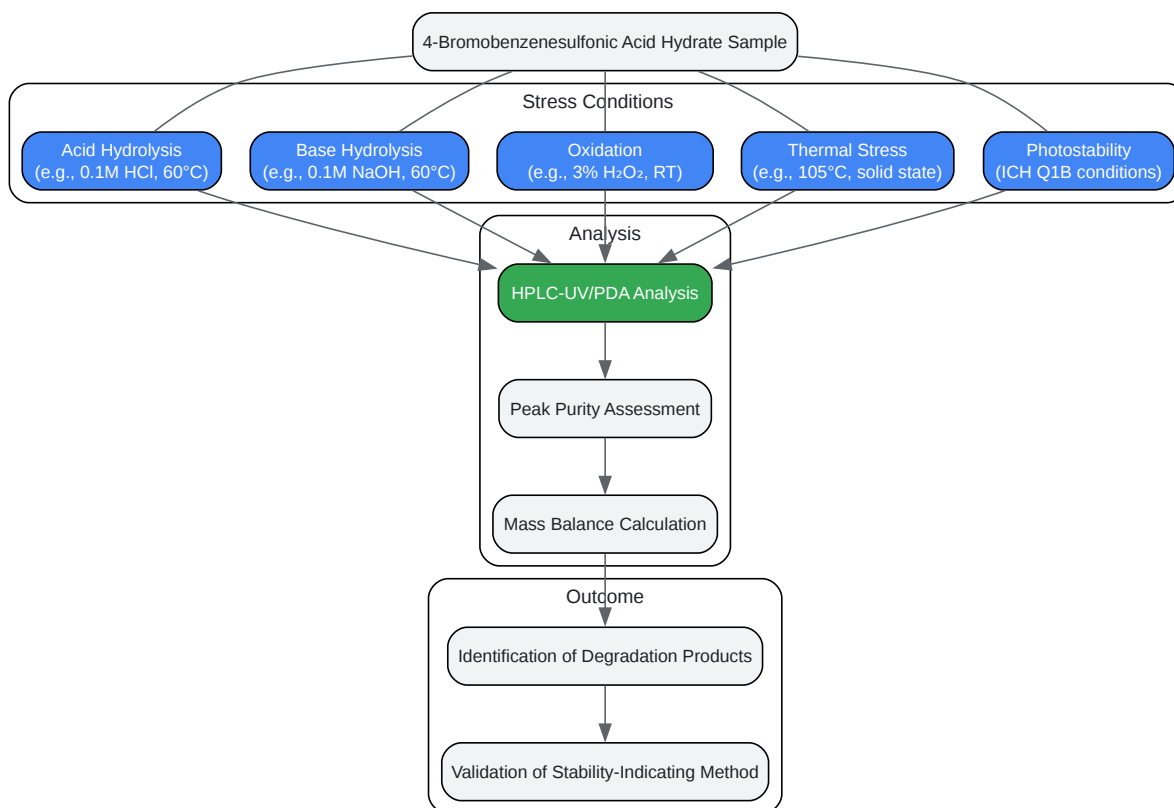 4-Bromobenzenesulfonic Acid Hydrate Sample
Stress Conditions
Acid Hydrolysis
(e.g., 0.1M HCl, 60°C)
Base Hydrolysis
(e.g., 0.1M NaOH, 60°C)
Oxidation
(e.g., 3% H₂O₂, RT)
Thermal Stress
(e.g., 105°C, solid state)
Photostability
(ICH Q1B conditions)
Analysis
HPLC-UV/PDA Analysis
Peak Purity Assessment
Mass Balance Calculation
Outcome
Identification of Degradation Products
Validation of Stability-Indicating Method